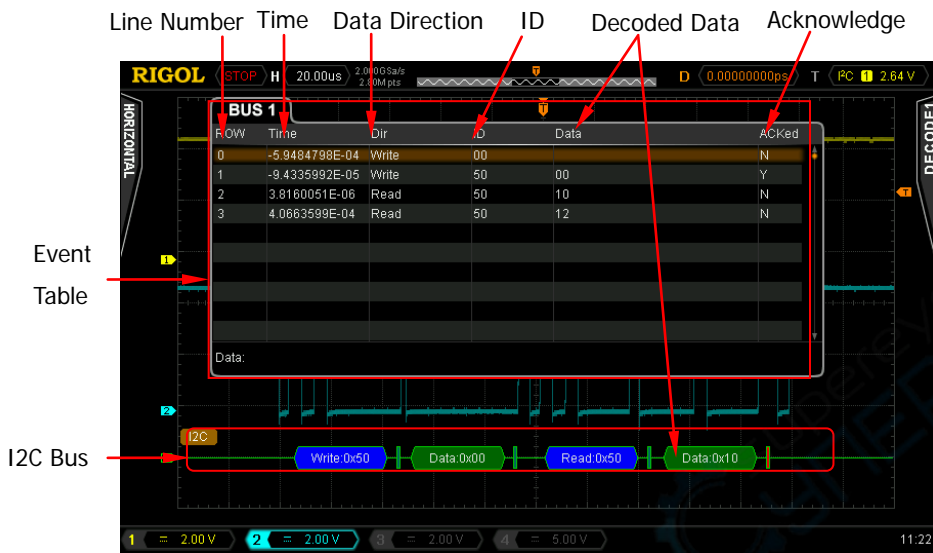 Line Number Time Data Direction ID Decoded Data Acknowledge
RIGOL STOP H 20.00us 2.000GSa/s D 0.00000000ps T I²C 1 2.64 V
2.80M pts
HORIZONTAL
BUS 1
T
DECODE1
ROW Time Dir ID Data ACKed
0 -5.9484798E-04 Write 00 N
1 -9.4335992E-05 Write 50 00 Y
2 3.8160051E-06 Read 50 10 N
T
3 4.0663599E-04 Read 50 12 N
Event
Table
1
Data:
2
I2C
I2C Bus
Write:0x50 Data:0x00 Read:0x50 Data:0x10
1 = 2.00 V 2 = 2.00 V 3 = 2.00 V 4 = 5.00 V 11:22